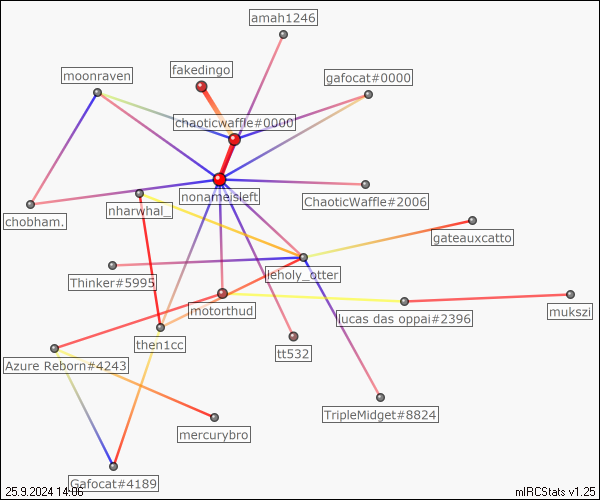 amah1246
fakedingo
moonraven
gafocat#0000
chaoticwaffle#0000
nonameisleft
ChaoticWaffle#2006
nharwhal_
chobham.
gateauxcatto
leholy_otter
Thinker#5995
motorthud
lucas das oppai#2396
mukszi
then1cc
tt532
Azure Reborn#4243
TripleMidget#8824
mercurybro
Gafocat#4189
25.9.2024 14:06
mIRCStats v1.25